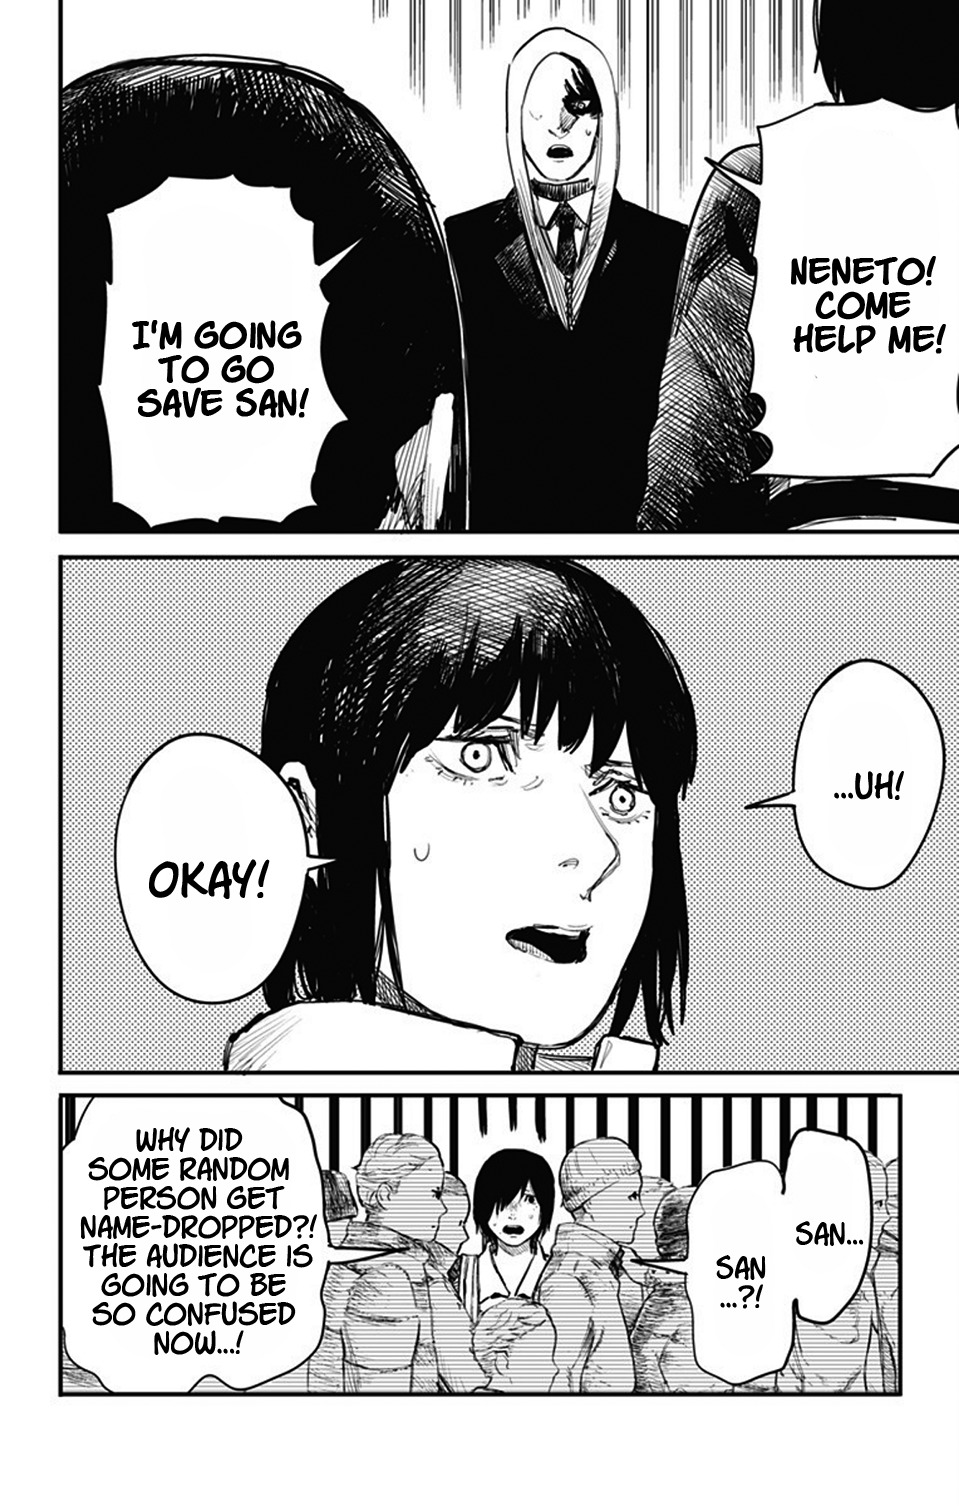 NENETO!
COME
HELP ME!
I'M GOING
TO GO
SAVE SAN!
...UH!
OKAY!
SAN...
SAN
...?!
WHY DID
SOME RANDOM
PERSON GET
NAME-DROPPED?!
THE AUDIENCE IS
GOING TO BE
SO CONFUSED
NOW...!